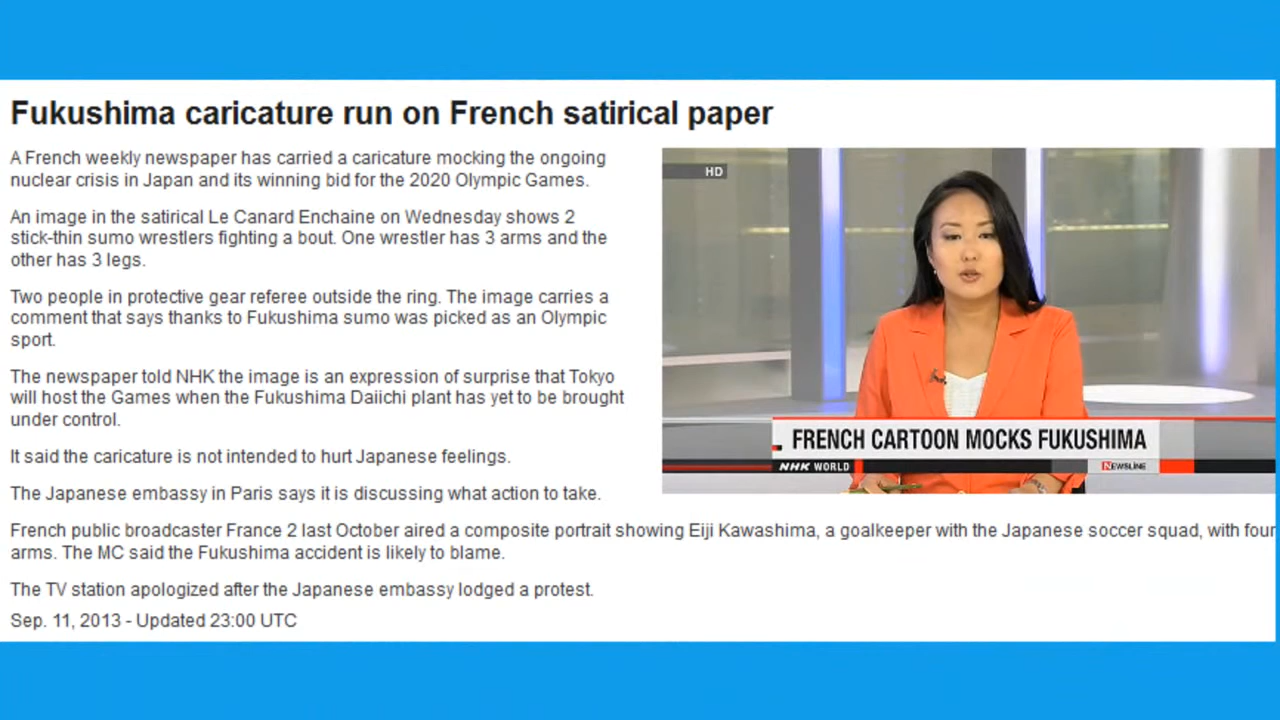 Fukushima caricature run on French satirical paper
A French weekly newspaper has carried a caricature mocking the ongoing
nuclear crisis in Japan and its winning bid for the 2020 Olympic Games.
An image in the satirical Le Canard Enchaine on Wednesday shows 2
stick-thin sumo wrestlers fighting a bout. One wrestler has 3 arms and the
other has 3 legs.
Two people in protective gear referee outside the ring. The image carries a
comment that says thanks to Fukushima sumo was picked as an Olympic
sport.
The newspaper told NHK the image is an expression of surprise that Tokyo
will host the Games when the Fukushima Daiichi plant has yet to be brought
under control.
It said the caricature is not intended to hurt Japanese feelings.
The Japanese embassy in Paris says it is discussing what action to take.
French public broadcaster France 2 last October aired a composite portrait showing Eiji Kawashima, a goalkeeper with the Japanese soccer squad, with four
arms. The MC said the Fukushima accident is likely to blame.
The TV station apologized after the Japanese embassy lodged a protest.
Sep. 11, 2013 - Updated 23:00 UTC
HD
FRENCH CARTOON MOCKS FUKUSHIMA
NHK WORLD
NEWSLINE